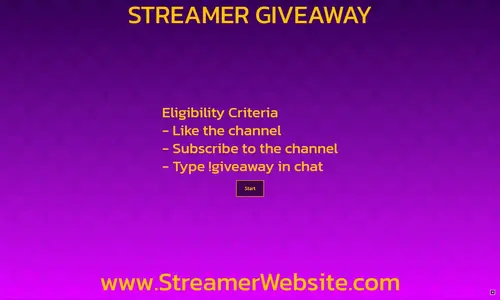 STREAMER GIVEAWAY
Eligibility Criteria
- Like the channel
- Subscribe to the channel
- Type !giveaway in chat
Start
www.StreamerWebsite.com